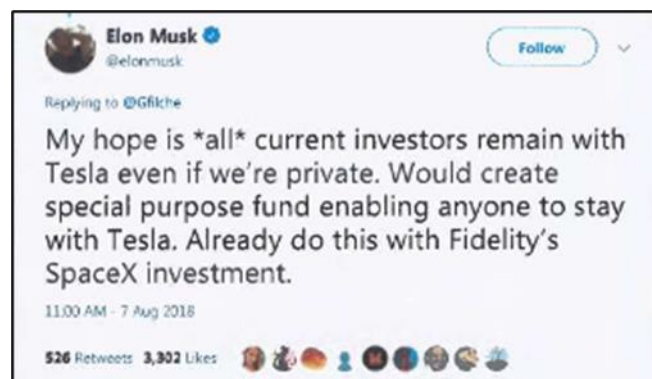 Elon Musk
@elonmusk
Follow
Replying to @Gfilche
My hope is *all* current investors remain with
Tesla even if we're private. Would create
special purpose fund enabling anyone to stay
with Tesla. Already do this with Fidelity's
SpaceX investment.
11:00 AM - 7 Aug 2018
526 Retweets 3,302 Likes